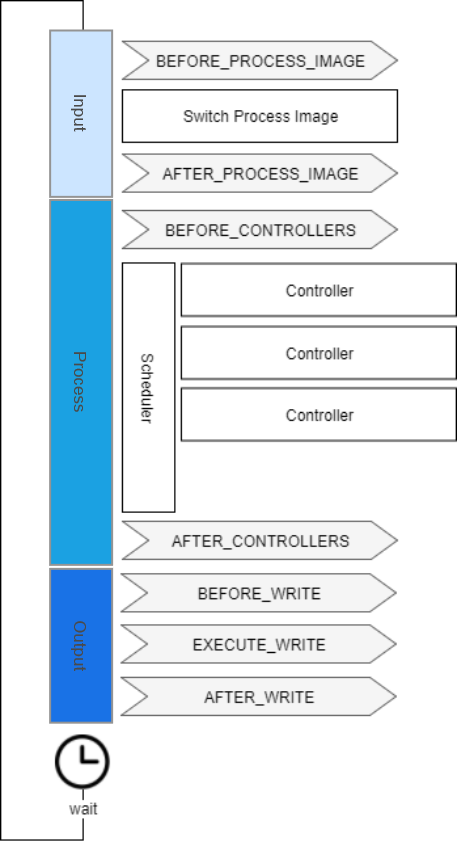 Input
BEFORE_PROCESS_IMAGE
Switch Process Image
AFTER_PROCESS_IMAGE
Process
BEFORE_CONTROLLERS
Scheduler
Controller
Controller
Controller
AFTER_CONTROLLERS
Output
BEFORE_WRITE
EXECUTE_WRITE
AFTER_WRITE
wait